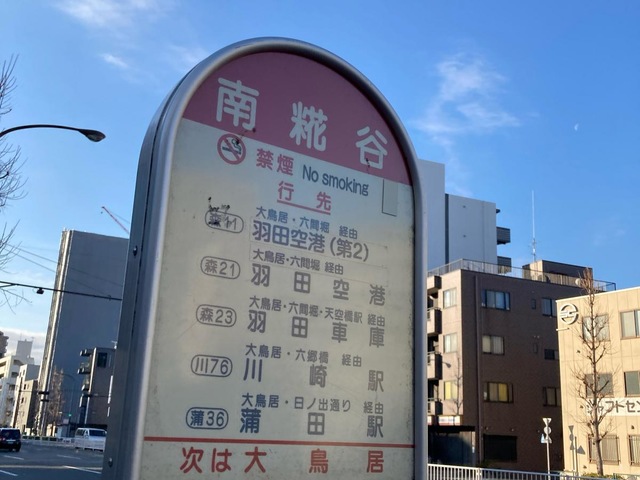 南糀谷
禁煙 No smoking
行先
大鳥居・六間堀 経由
羽田空港(第2)
森21 大鳥居・六間堀 経由
羽田空港
森23 大鳥居・六間堀・天空橋駅 経由
羽田車庫
川76 大鳥居・六郷橋 経由
川崎駅
蒲36 大鳥居・日ノ出通り 経由
蒲田駅
次は大鳥居